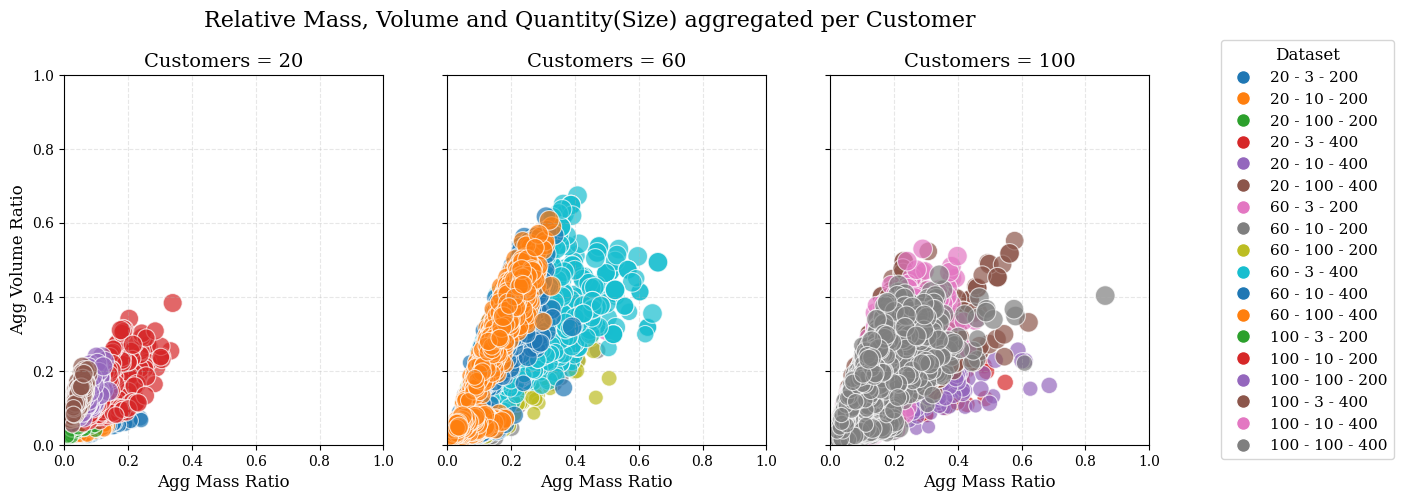 Relative Mass, Volume and Quantity(Size) aggregated per Customer
Customers = 20
Customers = 60
Customers = 100
Agg Volume Ratio
1.0
0.8
0.6
0.4
0.2
0.0
0.0 0.2 0.4 0.6 0.8 1.0
0.0 0.2 0.4 0.6 0.8 1.0
0.0 0.2 0.4 0.6 0.8 1.0
Agg Mass Ratio
Agg Mass Ratio
Agg Mass Ratio
Dataset
20 - 3 - 200
20 - 10 - 200
20 - 100 - 200
20 - 3 - 400
20 - 10 - 400
20 - 100 - 400
60 - 3 - 200
60 - 10 - 200
60 - 100 - 200
60 - 3 - 400
60 - 10 - 400
60 - 100 - 400
100 - 3 - 200
100 - 10 - 200
100 - 100 - 200
100 - 3 - 400
100 - 10 - 400
100 - 100 - 400